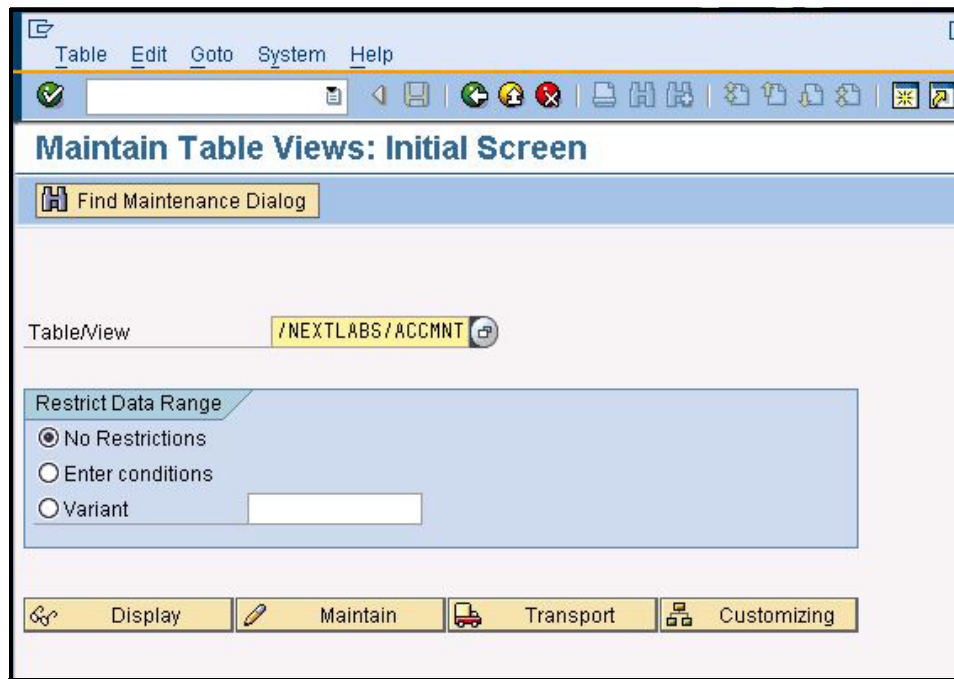 Table Edit Goto System Help
Maintain Table Views: Initial Screen
Find Maintenance Dialog
Table/View /NEXTLABS/ACCMNT
Restrict Data Range
No Restrictions
Enter conditions
Variant
Display Maintain Transport Customizing